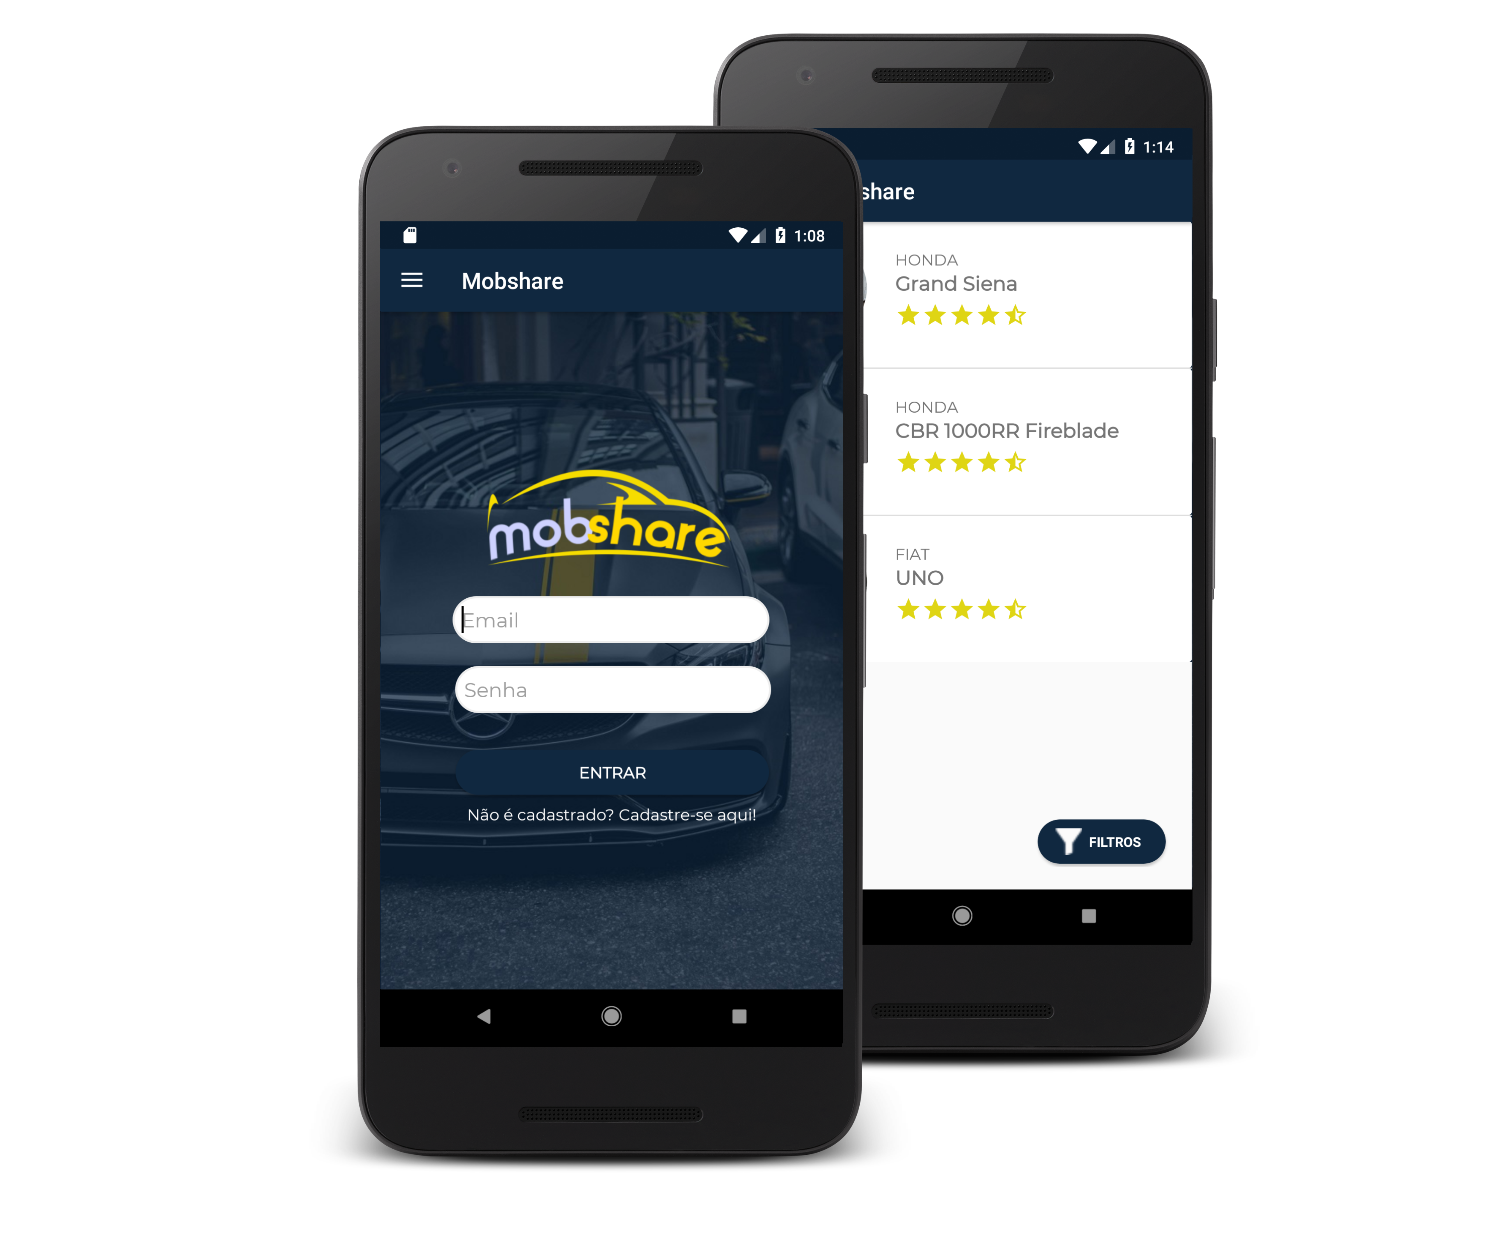 1:08
Mobshare
mobshare
Email
Senha
ENTRAR
Não é cadastrado? Cadastre-se aqui!
1:14
share
HONDA
Grand Siena
HONDA
CBR 1000RR Fireblade
FIAT
UNO
FILTROS